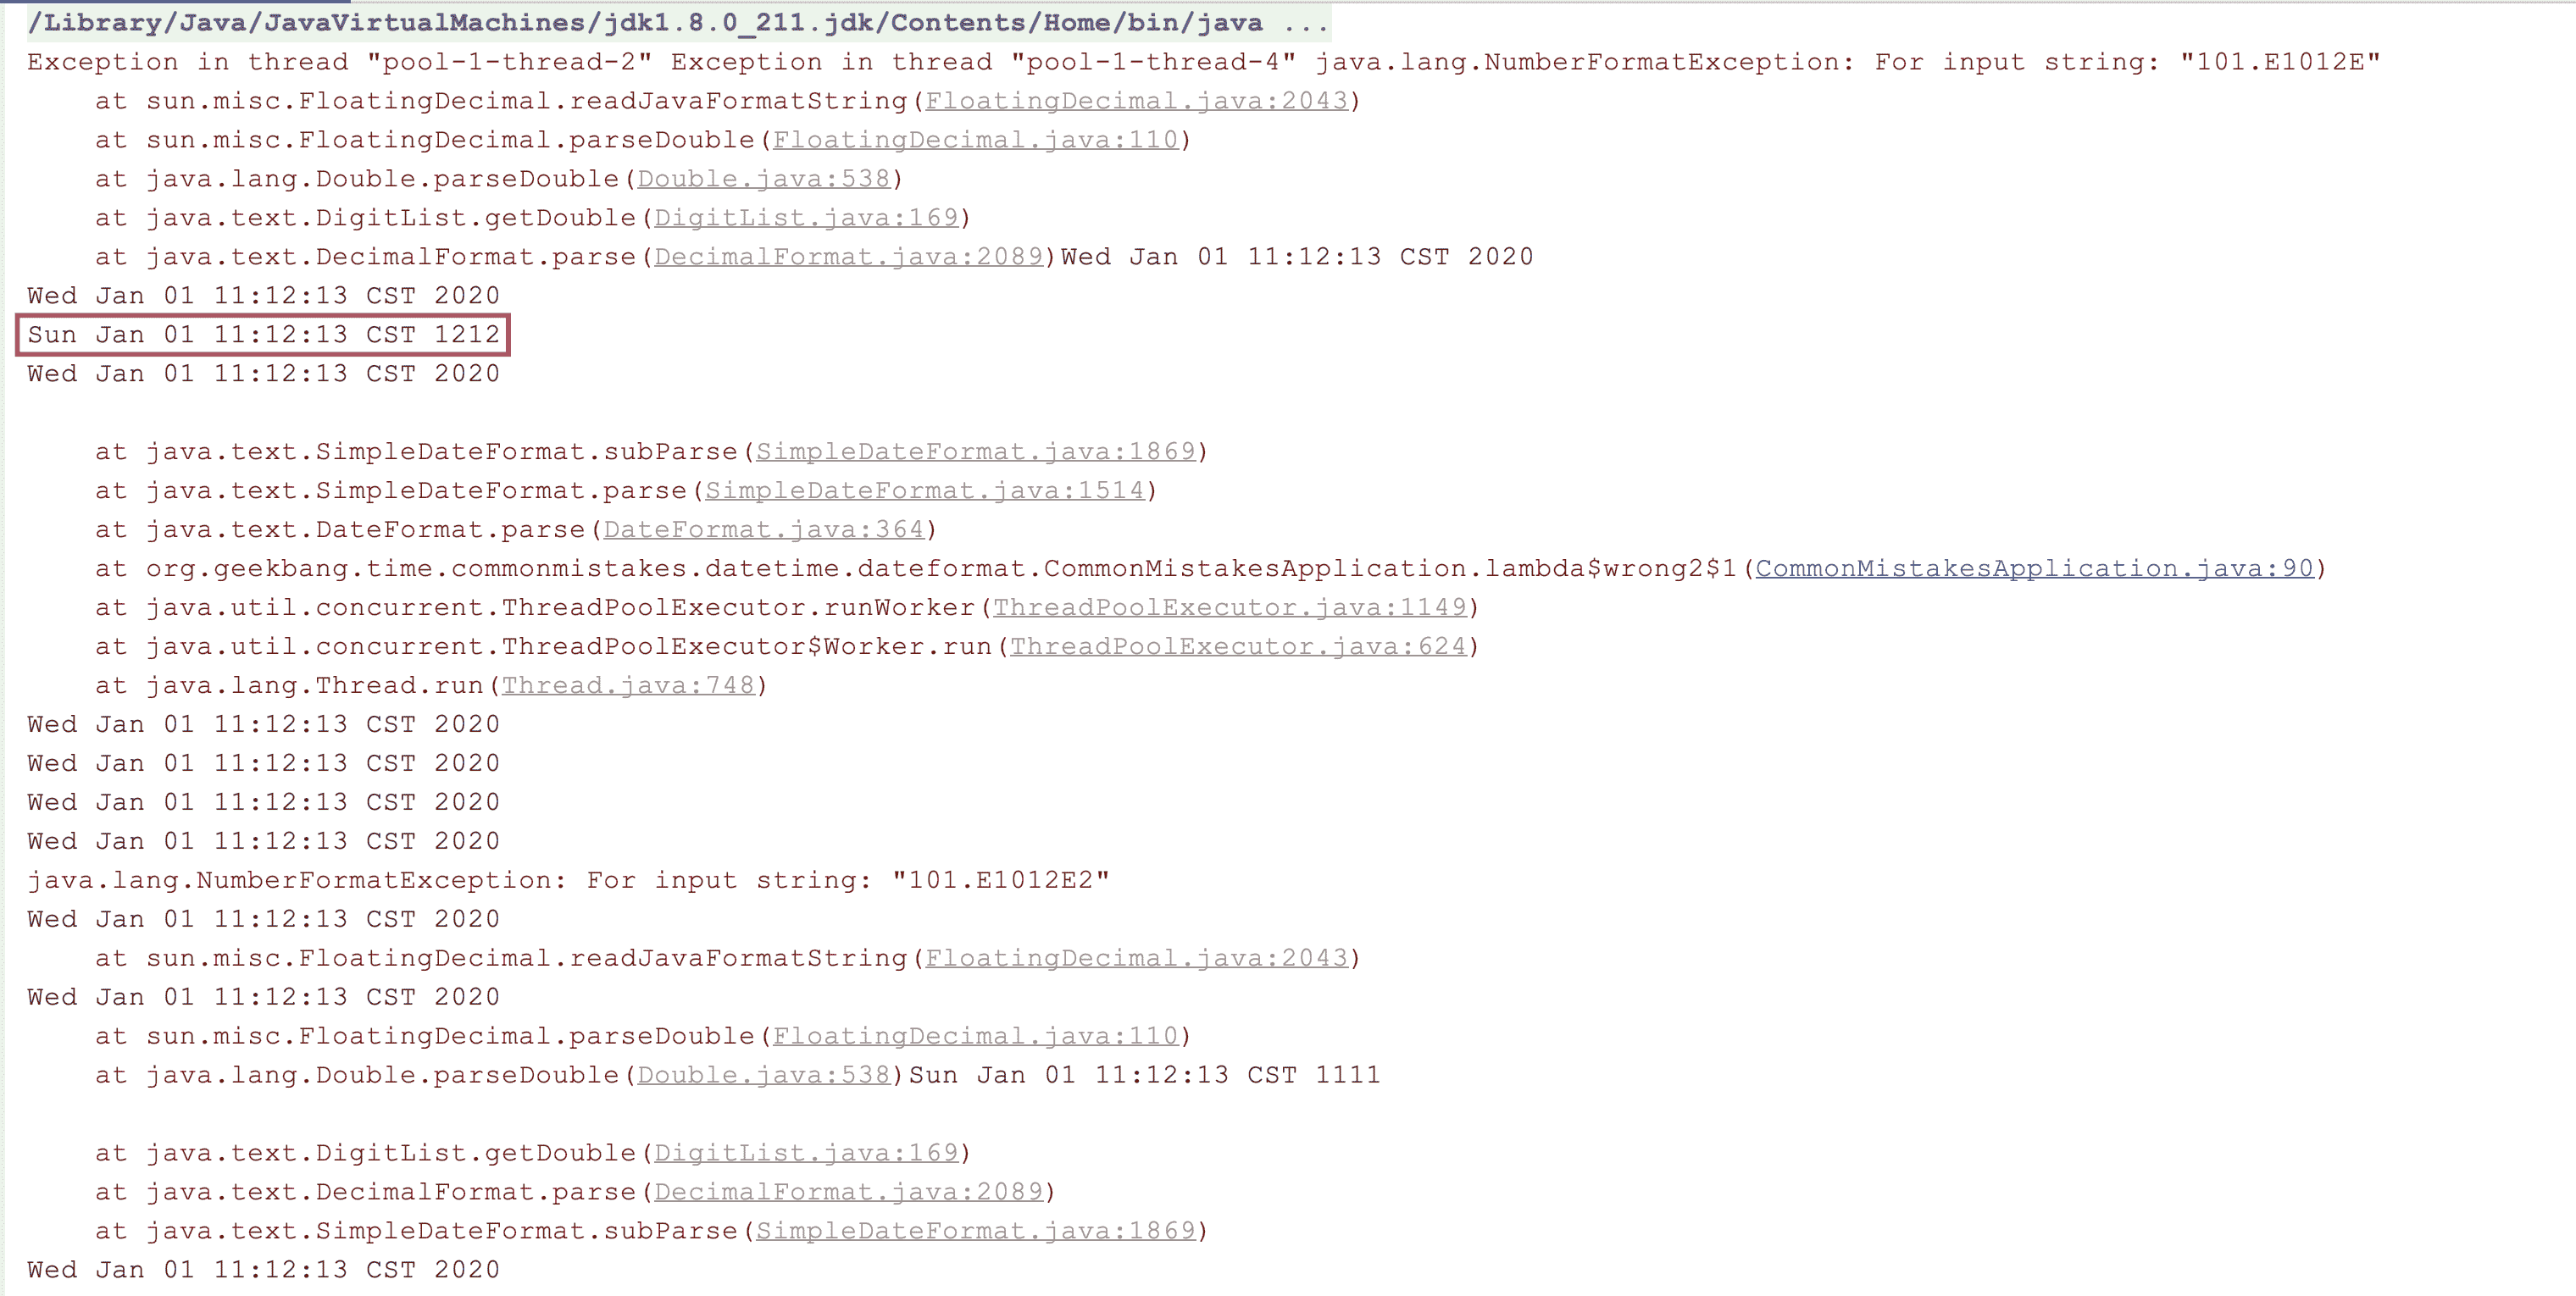 /Library/Java/JavaVirtualMachines/jdk1.8.0_211.jdk/Contents/Home/bin/java ...
Exception in thread "pool-1-thread-2" Exception in thread "pool-1-thread-4" java.lang.NumberFormatException: For input string: "101.E1012E"
    at sun.misc.FloatingDecimal.readJavaFormatString(FloatingDecimal.java:2043)
    at sun.misc.FloatingDecimal.parseDouble(FloatingDecimal.java:110)
    at java.lang.Double.parseDouble(Double.java:538)
    at java.text.DigitList.getDouble(DigitList.java:169)
    at java.text.DecimalFormat.parse(DecimalFormat.java:2089)Wed Jan 01 11:12:13 CST 2020
Wed Jan 01 11:12:13 CST 2020
Sun Jan 01 11:12:13 CST 1212
Wed Jan 01 11:12:13 CST 2020
    at java.text.SimpleDateFormat.subParse(SimpleDateFormat.java:1869)
    at java.text.SimpleDateFormat.parse(SimpleDateFormat.java:1514)
    at java.text.DateFormat.parse(DateFormat.java:364)
    at org.geekbang.time.commonmistakes.datetime.dateformat.CommonMistakesApplication.lambda$wrong2$1(CommonMistakesApplication.java:90)
    at java.util.concurrent.ThreadPoolExecutor.runWorker(ThreadPoolExecutor.java:1149)
    at java.util.concurrent.ThreadPoolExecutor$Worker.run(ThreadPoolExecutor.java:624)
    at java.lang.Thread.run(Thread.java:748)
Wed Jan 01 11:12:13 CST 2020
Wed Jan 01 11:12:13 CST 2020
Wed Jan 01 11:12:13 CST 2020
Wed Jan 01 11:12:13 CST 2020
java.lang.NumberFormatException: For input string: "101.E1012E2"
Wed Jan 01 11:12:13 CST 2020
    at sun.misc.FloatingDecimal.readJavaFormatString(FloatingDecimal.java:2043)
Wed Jan 01 11:12:13 CST 2020
    at sun.misc.FloatingDecimal.parseDouble(FloatingDecimal.java:110)
    at java.lang.Double.parseDouble(Double.java:538)Sun Jan 01 11:12:13 CST 1111
    at java.text.DigitList.getDouble(DigitList.java:169)
    at java.text.DecimalFormat.parse(DecimalFormat.java:2089)
    at java.text.SimpleDateFormat.subParse(SimpleDateFormat.java:1869)
Wed Jan 01 11:12:13 CST 2020